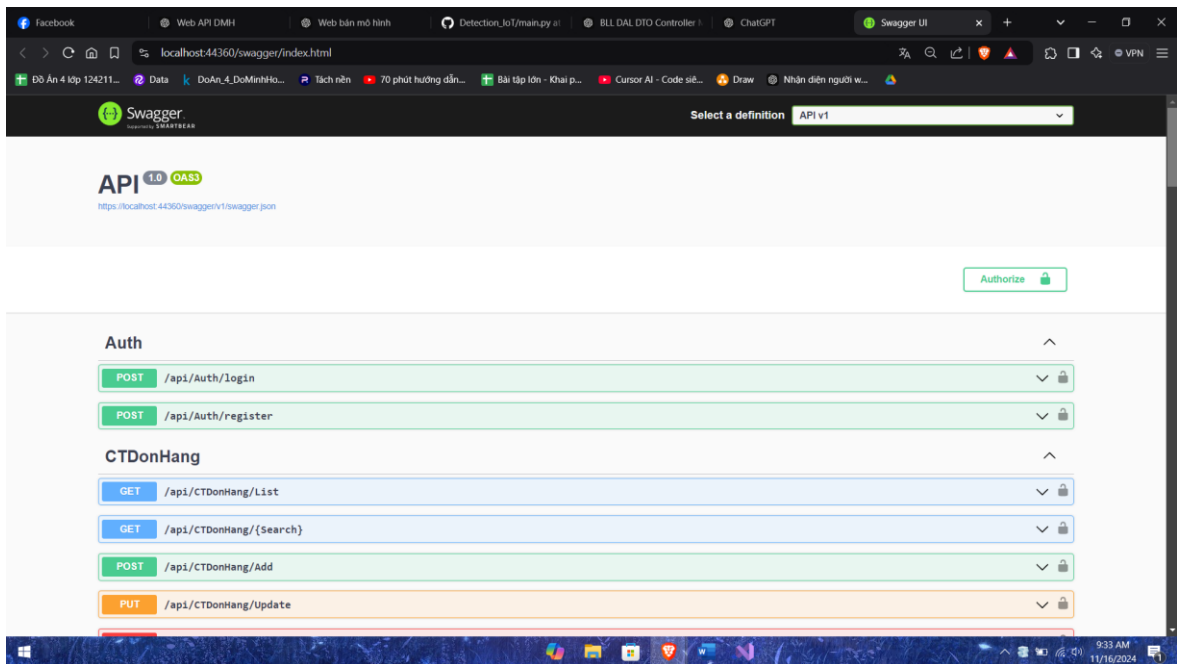 Facebook
Web API DMH
Web bán mô hình
Detection_IoT/main.py at
BLL DAL DTO Controller
ChatGPT
Swagger UI
localhost:44360/swagger/index.html
VPN
Đồ Án 4 lớp 124211...
Data
DoAn_4_DoMinhHo...
Tách nền
70 phút hướng dẫn...
Bài tập lớn - Khai p...
Cursor AI - Code siê...
Draw
Nhận diện người w...
Swagger.
Supported by SMARTBEAR
Select a definition
API v1
API 1.0 OAS3
https://localhost:44360/swagger/v1/swagger.json
Authorize
Auth
POST /api/Auth/login
POST /api/Auth/register
CTDonHang
GET /api/CTDonHang/List
GET /api/CTDonHang/{Search}
POST /api/CTDonHang/Add
PUT /api/CTDonHang/Update
9:33 AM
11/16/2024